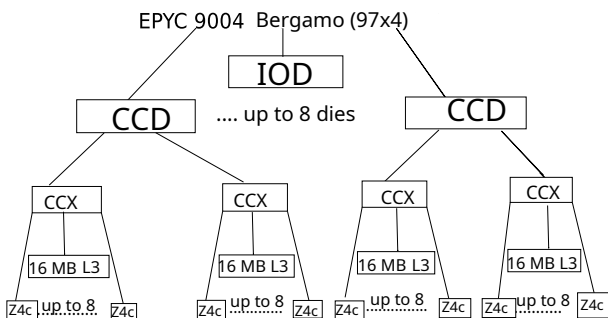 EPYC 9004 Bergamo (97x4)
IOD
CCD
.... up to 8 dies
CCD
CCX
CCX
CCX
CCX
16 MB L3
16 MB L3
16 MB L3
16 MB L3
Z4c up to 8 Z4c
Z4c up to 8 Z4c
Z4c up to 8 Z4c
Z4c up to 8 Z4c